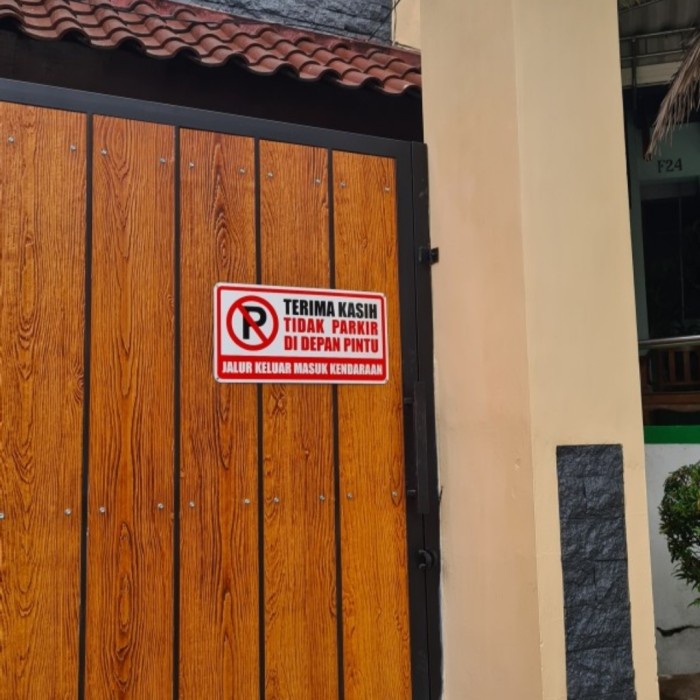 P
TERIMA KASIH
TIDAK PARKIR
DI DEPAN PINTU
JALUR KELUAR MASUK KENDARAAN
F24